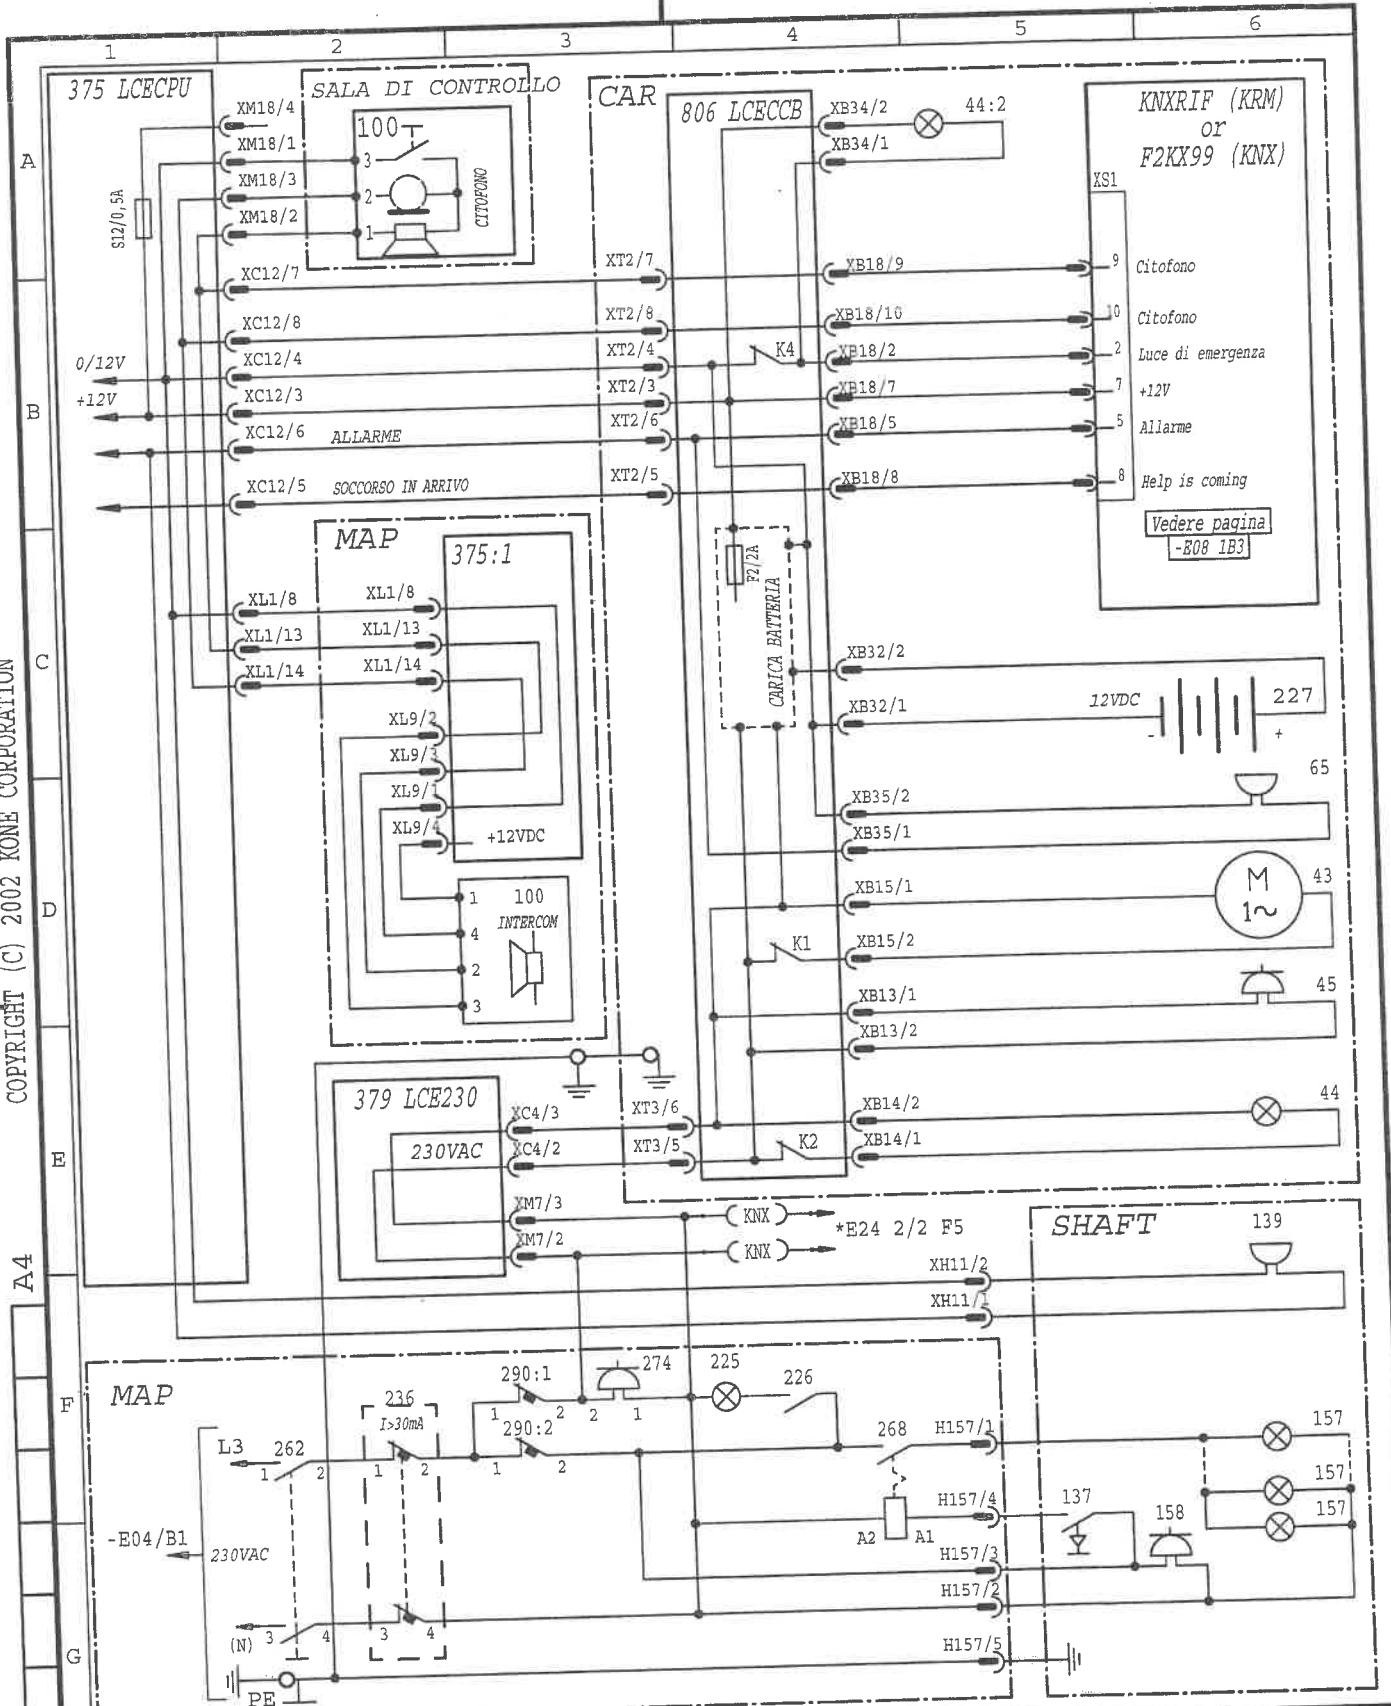 1 2 3 4 5 6
A
B
C
D
E
F
G
COPYRIGHT (C) 2002 KONE CORPORATION
A4
375 LCECPU
S12/0,5A
0/12V
+12V
XM18/4
XM18/1
XM18/3
XM18/2
XC12/7
XC12/8
XC12/4
XC12/3
XC12/6 ALLARME
XC12/5 SOCCORSO IN ARRIVO
XL1/8
XL1/13
XL1/14
SALA DI CONTROLLO
100
3
2
1
CITOFONO
CAR
806 LCECCB
XT2/7
XT2/8
XT2/4
XT2/3
XT2/6
XT2/5
K4
F2/2A
CARICA BATTERIA
XB34/2
44:2
XB34/1
XB18/9
XB18/10
XB18/2
XB18/7
XB18/5
XB18/8
KNXRIF (KRM)
or
F2KX99 (KNX)
XS1
9 Citofono
10 Citofono
2 Luce di emergenza
7 +12V
5 Allarme
8 Help is coming
Vedere pagina
-E08 1B3
MAP
375:1
XL1/8
XL1/13
XL1/14
XL9/2
XL9/3
XL9/1
XL9/4
+12VDC
100
INTERCOM
1
4
2
3
XB32/2
XB32/1
12VDC
-
+
227
65
XB35/2
XB35/1
XB15/1
M
1~
43
K1
XB15/2
XB13/1
45
XB13/2
XB14/2
44
K2
XB14/1
379 LCE230
230VAC
XC4/3
XC4/2
XM7/3
XM7/2
XT3/6
XT3/5
KNX
KNX
*E24 2/2 F5
SHAFT
139
XH11/2
XH11/1
MAP
L3
262
1
2
236
I>30mA
1
2
290:1
1 2
290:2
1 2
274
2 1
225
226
268
A2 A1
H157/1
H157/4
H157/3
H157/2
H157/5
137
158
157
157
157
-E04/B1
230VAC
(N)
3
4
3 4
PE